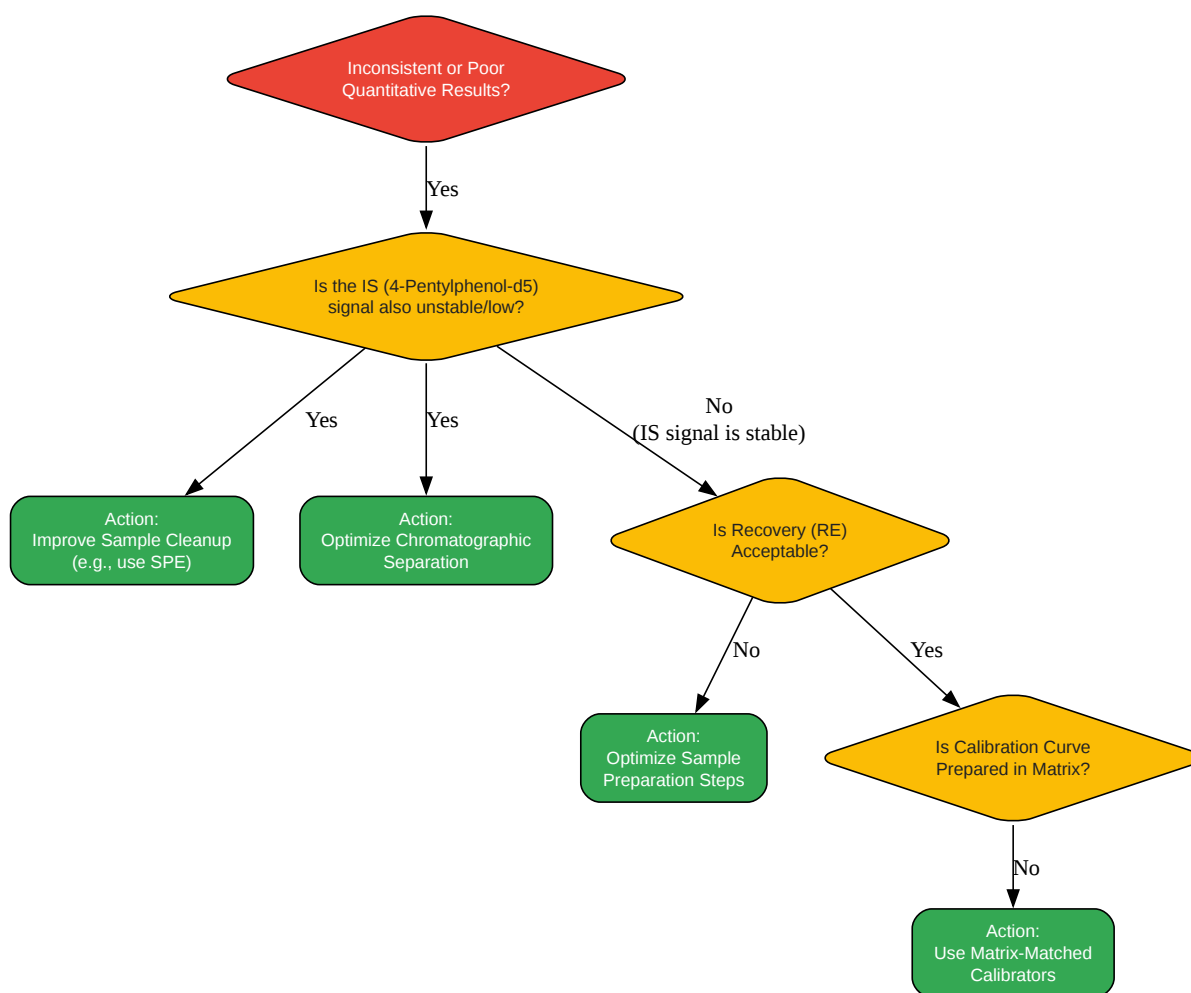 Inconsistent or Poor
Quantitative Results?
Yes
Is the IS (4-Pentylphenol-d5)
signal also unstable/low?
Yes
Yes
No
(IS signal is stable)
Action:
Improve Sample Cleanup
(e.g., use SPE)
Action:
Optimize Chromatographic
Separation
Is Recovery (RE)
Acceptable?
No
Yes
Action:
Optimize Sample
Preparation Steps
Is Calibration Curve
Prepared in Matrix?
No
Action:
Use Matrix-Matched
Calibrators